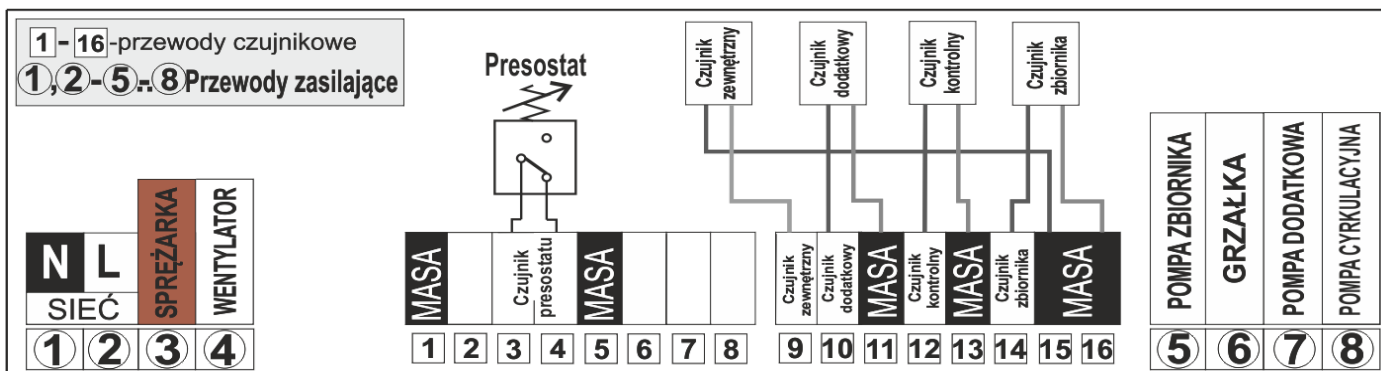 1 - 16 -przewody czujnikowe
1,2-5..8 Przewody zasilające
Presostat
Czujnik
zewnętrzny
Czujnik
dodatkowy
Czujnik
kontrolny
Czujnik
zbiornika
N
L
SIEĆ
SPRĘŻARKA
WENTYLATOR
1
2
3
4
MASA
Czujnik
presostatu
MASA
1
2
3
4
5
6
7
8
Czujnik
zewnętrzny
Czujnik
dodatkowy
MASA
Czujnik
kontrolny
MASA
Czujnik
zbiornika
MASA
9
10
11
12
13
14
15
16
POMPA ZBIORNIKA
GRZAŁKA
POMPA DODATKOWA
POMPA CYRKULACYJNA
5
6
7
8